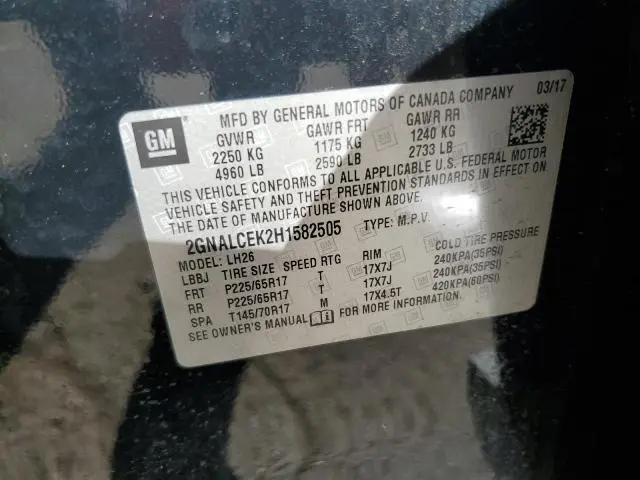 03/17
GM
MFD BY GENERAL MOTORS OF CANADA COMPANY
GVWR GAWR FRT GAWR RR
2250 KG 1175 KG 1240 KG
4960 LB 2590 LB 2733 LB
THIS VEHICLE CONFORMS TO ALL APPLICABLE U.S. FEDERAL MOTOR
VEHICLE SAFETY AND THEFT PREVENTION STANDARDS IN EFFECT ON
THE DATE OF MANUFACTURE SHOWN ABOVE.
2GNALCEK2H1582505 TYPE: M.P.V.
MODEL: LH26
LBBJ TIRE SIZE SPEED RTG RIM COLD TIRE PRESSURE
FRT P225/65R17 T 17X7J 240KPA(35PSI)
RR P225/65R17 T 17X7J 240KPA(35PSI)
SPA T145/70R17 M 17X4.5T 420KPA(60PSI)
SEE OWNER'S MANUAL FOR MORE INFORMATION.